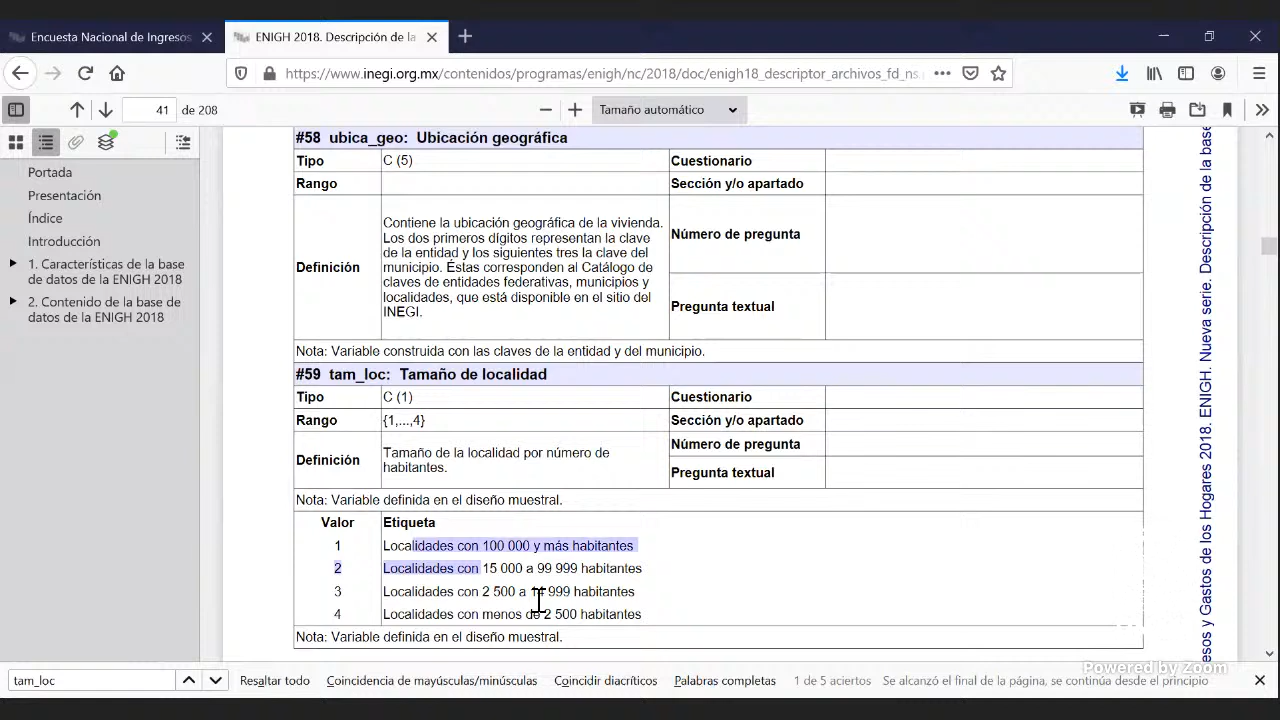 Encuesta Nacional de Ingresos
ENIGH 2018. Descripción de la
https://www.inegi.org.mx/contenidos/programas/enigh/nc/2018/doc/enigh18_descriptor_archivos_fd_ns.
41 de 208
Tamaño automático
Portada
Presentación
Índice
Introducción
1. Características de la base
de datos de la ENIGH 2018
2. Contenido de la base de
datos de la ENIGH 2018
#58 ubica_geo: Ubicación geográfica
Tipo C (5) Cuestionario
Rango Sección y/o apartado
Definición
Contiene la ubicación geográfica de la vivienda.
Los dos primeros dígitos representan la clave
de la entidad y los siguientes tres la clave del
municipio. Éstas corresponden al Catálogo de
claves de entidades federativas, municipios y
localidades, que está disponible en el sitio del
INEGI.
Número de pregunta
Pregunta textual
Nota: Variable construida con las claves de la entidad y del municipio.
#59 tam_loc: Tamaño de localidad
Tipo C (1) Cuestionario
Rango {1,...,4} Sección y/o apartado
Definición
Tamaño de la localidad por número de
habitantes.
Número de pregunta
Pregunta textual
Nota: Variable definida en el diseño muestral.
Valor Etiqueta
1 Localidades con 100 000 y más habitantes
2 Localidades con 15 000 a 99 999 habitantes
3 Localidades con 2 500 a 14 999 habitantes
4 Localidades con menos de 2 500 habitantes
Nota: Variable definida en el diseño muestral.
esos y Gastos de los Hogares 2018. ENIGH. Nueva serie. Descripción de la base
Powered by Zoom
tam_loc
Resaltar todo Coincidencia de mayúsculas/minúsculas Coincidir diacríticos Palabras completas 1 de 5 aciertos Se alcanzó el final de la página, se continúa desde el principio